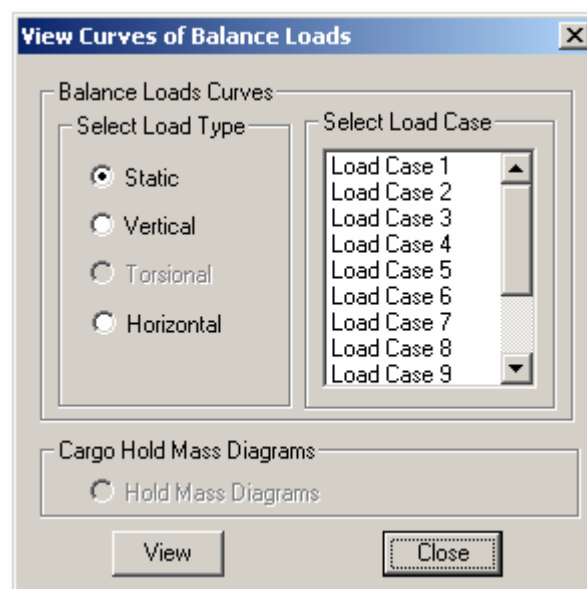 View Curves of Balance Loads
Balance Loads Curves
Select Load Type
Static
Vertical
Torsional
Horizontal
Select Load Case
Load Case 1
Load Case 2
Load Case 3
Load Case 4
Load Case 5
Load Case 6
Load Case 7
Load Case 8
Load Case 9
Cargo Hold Mass Diagrams
Hold Mass Diagrams
View
Close